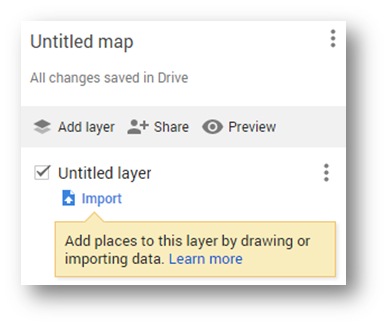 Untitled map
All changes saved in Drive
Add layer Share Preview
Untitled layer
Import
Add places to this layer by drawing or
importing data. Learn more